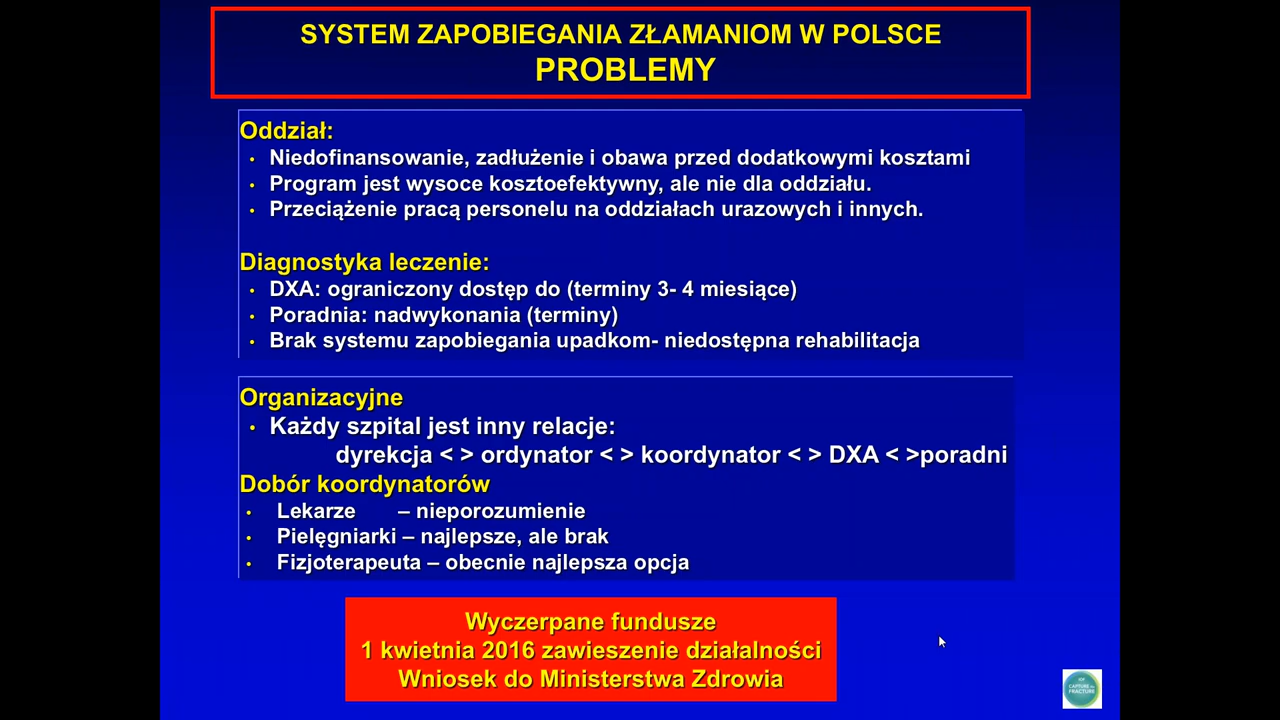 SYSTEM ZAPOBIEGANIA ZŁAMANIOM W POLSCE
PROBLEMY
Oddział:
• Niedofinansowanie, zadłużenie i obawa przed dodatkowymi kosztami
• Program jest wysoce kosztoefektywny, ale nie dla oddziału.
• Przeciążenie pracą personelu na oddziałach urazowych i innych.
Diagnostyka leczenie:
• DXA: ograniczony dostęp do (terminy 3- 4 miesiące)
• Poradnia: nadwykonania (terminy)
• Brak systemu zapobiegania upadkom- niedostępna rehabilitacja
Organizacyjne
• Każdy szpital jest inny relacje:
dyrekcja < > ordynator < > koordynator < > DXA < >poradni
Dobór koordynatorów
• Lekarze – nieporozumienie
• Pielęgniarki – najlepsze, ale brak
• Fizjoterapeuta – obecnie najlepsza opcja
Wyczerpane fundusze
1 kwietnia 2016 zawieszenie działalności
Wniosek do Ministerstwa Zdrowia
CAPTURE
FRACTURE